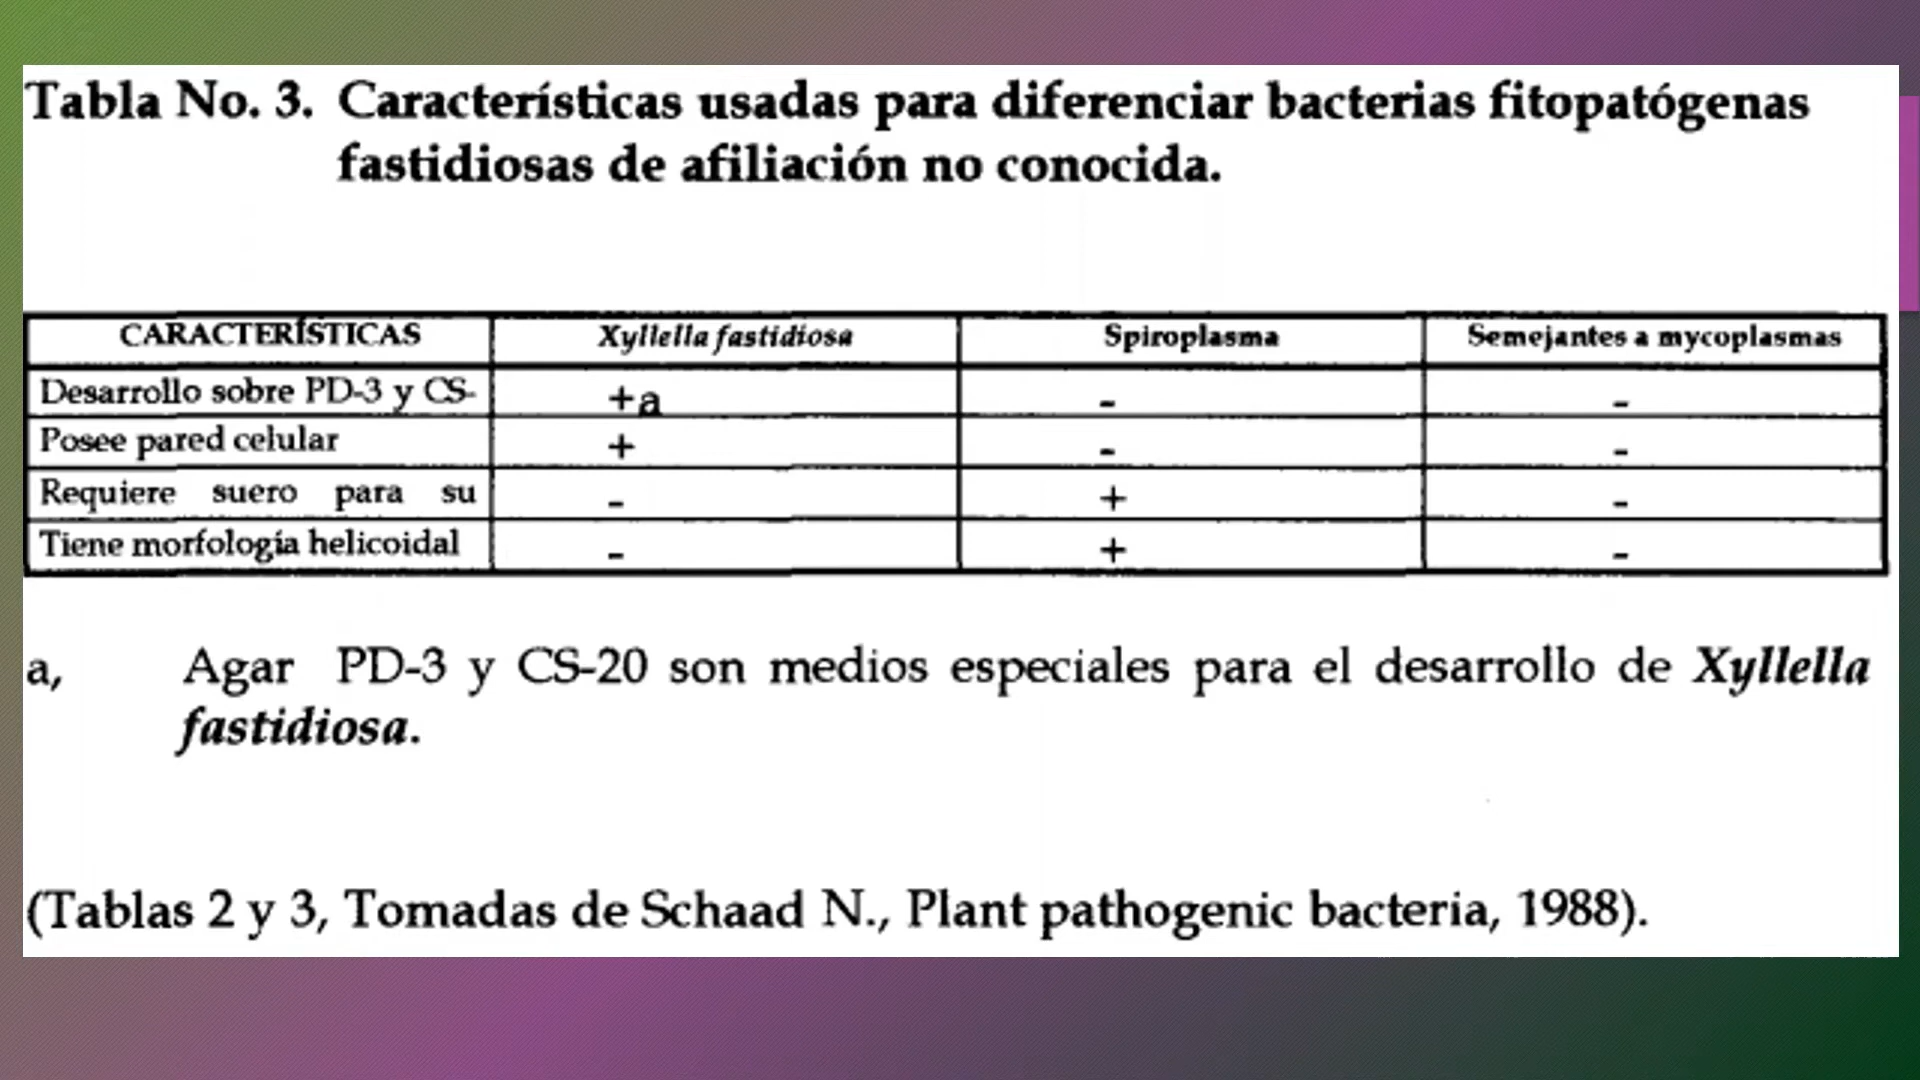 Tabla No. 3. Características usadas para diferenciar bacterias fitopatógenas
fastidiosas de afiliación no conocida.
CARACTERÍSTICAS Xyllella fastidiosa Spiroplasma Semejantes a mycoplasmas
Desarrollo sobre PD-3 y CS- +a - -
Posee pared celular + - -
Requiere suero para su - + -
Tiene morfología helicoidal - + -
a, Agar PD-3 y CS-20 son medios especiales para el desarrollo de Xyllella
fastidiosa.
(Tablas 2 y 3, Tomadas de Schaad N., Plant pathogenic bacteria, 1988).